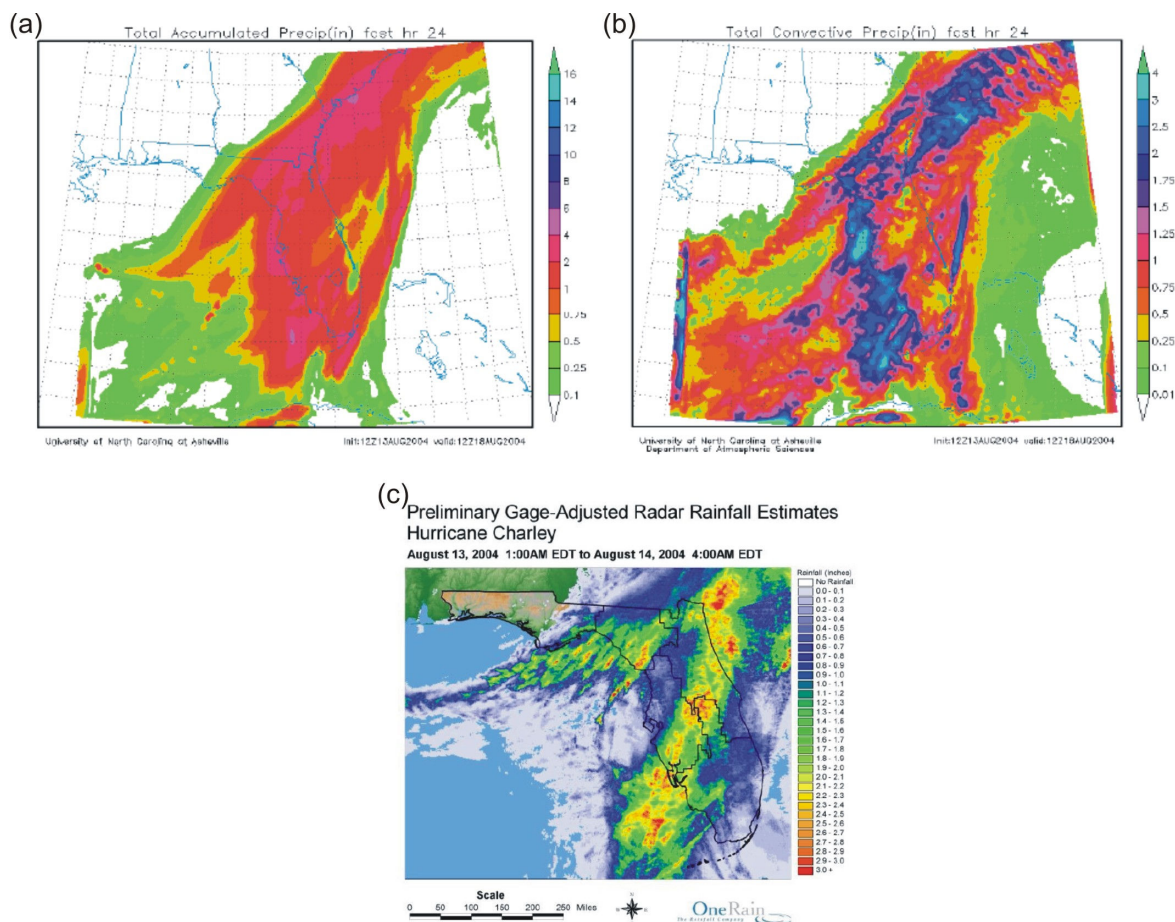 (a)
Total Accumulated Precip(in) fcst hr 24
16
14
12
10
8
6
4
2
1
0.75
0.5
0.25
0.1
University of North Carolina at Asheville
Init:12Z13AUG2004 valid:12Z18AUG2004
(b)
Total Convective Precip(in) fcst hr 24
4
3
2.5
2
1.75
1.5
1.25
1
0.75
0.5
0.25
0.1
0.01
University of North Carolina at Asheville
Department of Atmospheric Sciences
Init:12Z13AUG2004 valid:12Z18AUG2004
(c)
Preliminary Gage-Adjusted Radar Rainfall Estimates
Hurricane Charley
August 13, 2004 1:00AM EDT to August 14, 2004 4:00AM EDT
Rainfall (inches)
No Rainfall
0.0 - 0.1
0.1 - 0.2
0.2 - 0.3
0.3 - 0.4
0.4 - 0.5
0.5 - 0.6
0.6 - 0.7
0.7 - 0.8
0.8 - 0.9
0.9 - 1.0
1.0 - 1.1
1.1 - 1.2
1.2 - 1.3
1.3 - 1.4
1.4 - 1.5
1.5 - 1.6
1.6 - 1.7
1.7 - 1.8
1.8 - 1.9
1.9 - 2.0
2.0 - 2.1
2.1 - 2.2
2.2 - 2.3
2.3 - 2.4
2.4 - 2.5
2.5 - 2.6
2.6 - 2.7
2.7 - 2.8
2.8 - 2.9
2.9 - 3.0
3.0 +
Scale
0 50 100 150 200 250 Miles
OneRain
The Rainfall Company